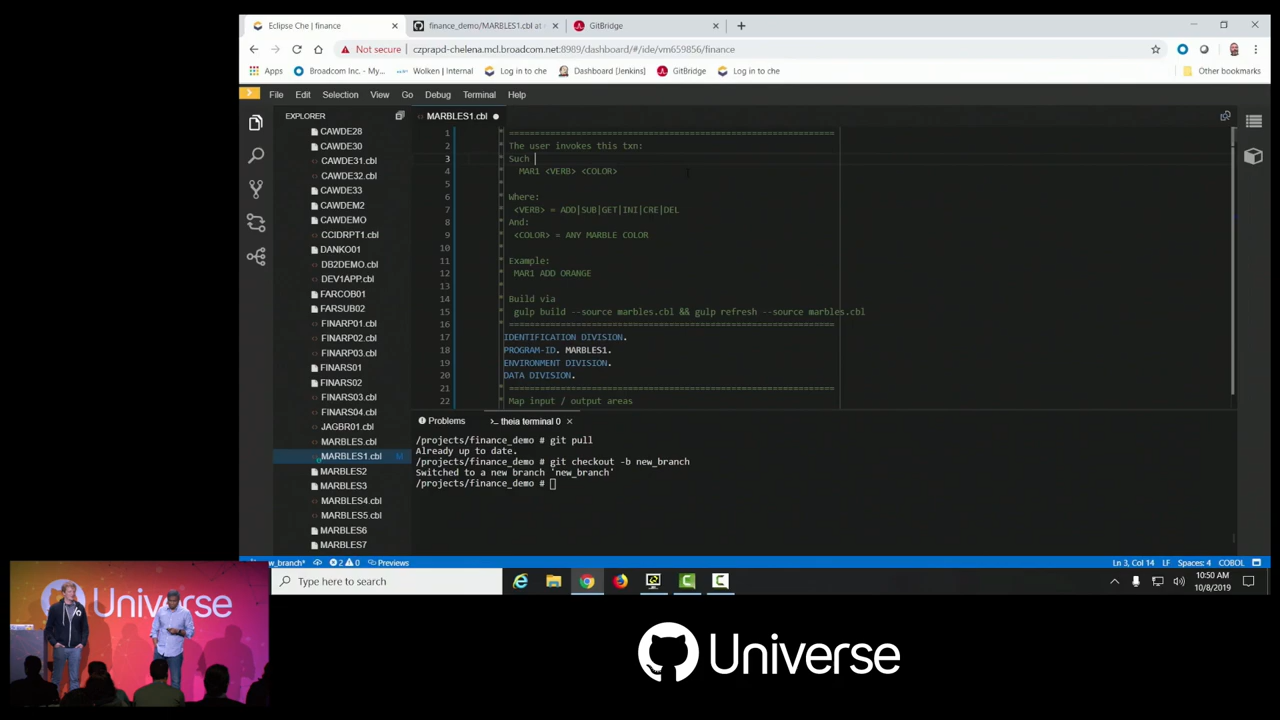 Eclipse Che | finance
finance_demo/MARBLES1.cbl at
GitBridge
Not secure
czprapd-chelena.mcl.broadcom.net:8989/dashboard/#/ide/vm659856/finance
Apps
Broadcom Inc. - My...
Wolken | Internal
Log in to che
Dashboard [Jenkins]
GitBridge
Log in to che
Other bookmarks
File Edit Selection View Go Debug Terminal Help
EXPLORER
CAWDE28
CAWDE30
CAWDE31.cbl
CAWDE32.cbl
CAWDE33
CAWDEM2
CAWDEMO
CCIDRPT1.cbl
DANKO01
DB2DEMO.cbl
DEV1APP.cbl
FARCOB01
FARSUB02
FINARP01.cbl
FINARP02.cbl
FINARP03.cbl
FINARS01
FINARS02
FINARS03.cbl
FINARS04.cbl
JAGBR01.cbl
MARBLES.cbl
MARBLES1.cbl M
MARBLES2
MARBLES3
MARBLES4.cbl
MARBLES5.cbl
MARBLES6
MARBLES7
MARBLES1.cbl
1 * ===============================================================
2 * The user invokes this txn:
3 * Such
4 * MAR1 <VERB> <COLOR>
5 *
6 * Where:
7 * <VERB> = ADD|SUB|GET|INI|CRE|DEL
8 * And:
9 * <COLOR> = ANY MARBLE COLOR
10 *
11 * Example:
12 * MAR1 ADD ORANGE
13 *
14 * Build via
15 * gulp build --source marbles.cbl && gulp refresh --source marbles.cbl
16 * ===============================================================
17 IDENTIFICATION DIVISION.
18 PROGRAM-ID. MARBLES1.
19 ENVIRONMENT DIVISION.
20 DATA DIVISION.
21 * ===============================================================
22 * Map input / output areas
Problems
>_ theia terminal 0
/projects/finance_demo # git pull
Already up to date.
/projects/finance_demo # git checkout -b new_branch
Switched to a new branch 'new_branch'
/projects/finance_demo #
w_branch* 2 0 Previews
Ln 3, Col 14 LF Spaces: 4 COBOL
Type here to search
10:50 AM
10/8/2019
Universe
Universe